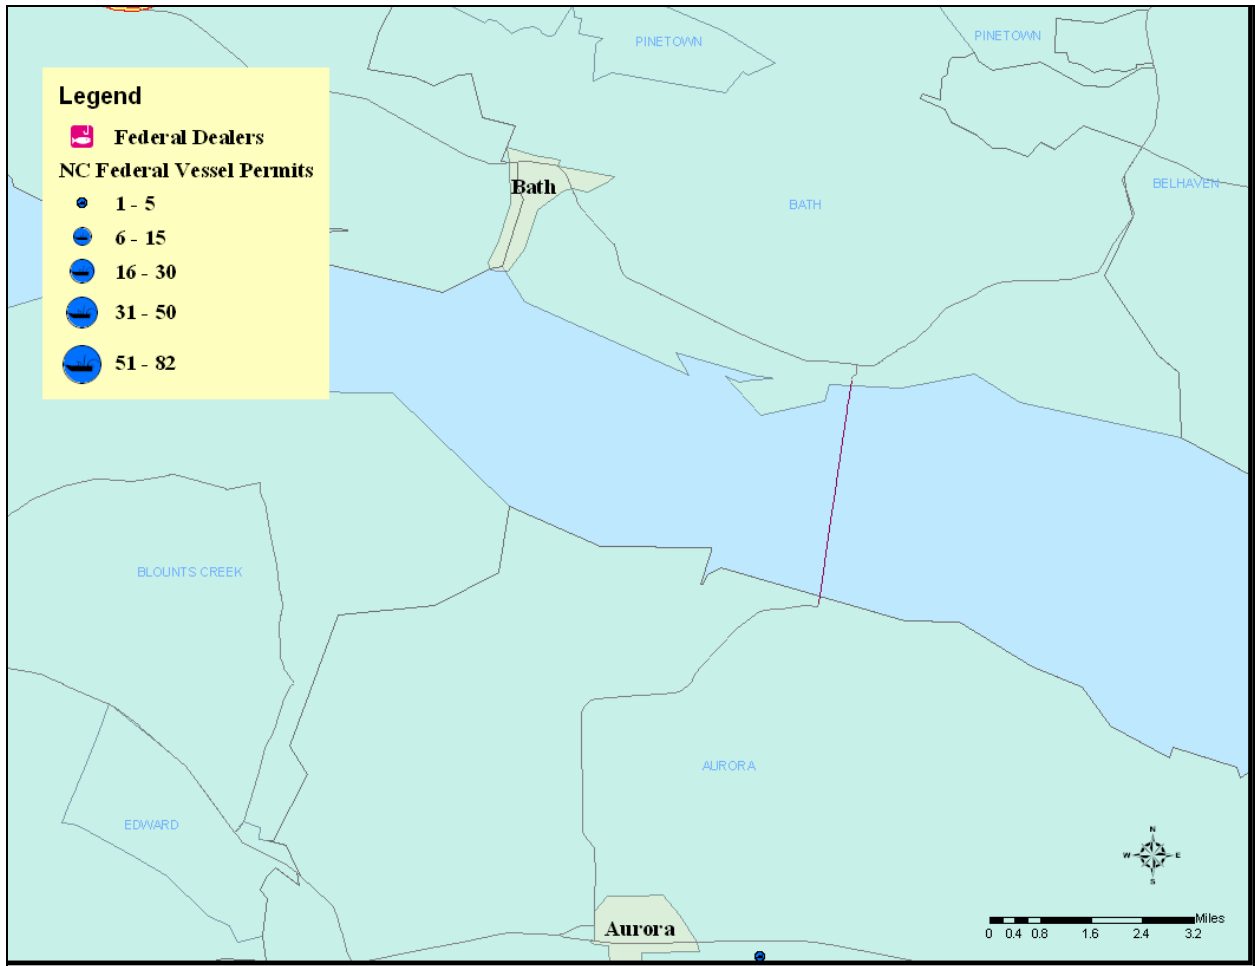 PINETOWN
PINETOWN
Legend
Federal Dealers
NC Federal Vessel Permits
1 - 5
6 - 15
16 - 30
31 - 50
51 - 82
Bath
BATH
BELHAVEN
BLOUNTS CREEK
AURORA
EDWARD
N
W E
S
Aurora
Miles
0 0.4 0.8 1.6 2.4 3.2